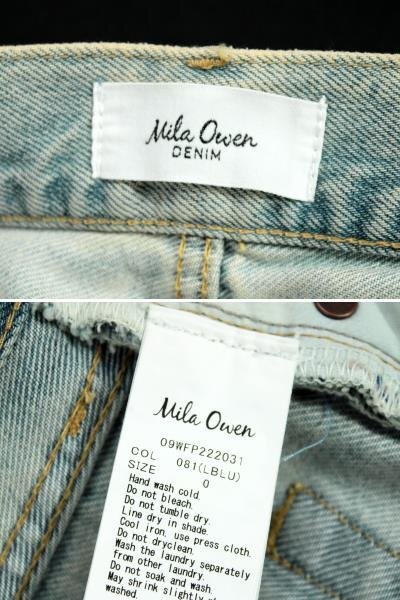 Mila Owen
DENIM
Mila Owen
09WFP222031
COL 081(LBLU)
SIZE 0
Hand wash cold.
Do not bleach.
Do not tumble dry.
Line dry in shade.
Cool iron, use press cloth.
Do not dryclean.
Wash the laundry separately
from other laundry.
Do not soak and wash.
May shrink slightly
washed.